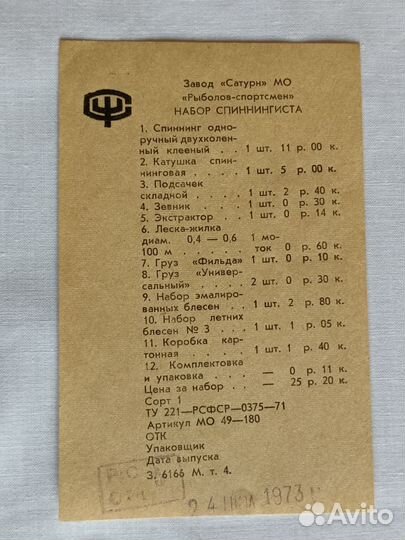 Завод «Сатурн» МО
«Рыболов-спортсмен»
НАБОР СПИННИНГИСТА
1. Спиннинг одно-
ручный двухколен-
ный клееный . . 1 шт. 11 р. 00 к.
2. Катушка спин-
нинговая . . . . 1 шт. 5 р. 00 к.
3. Подсачек
складной . . . . 1 шт. 2 р. 40 к.
4. Зевник . . . . 1 шт. 0 р. 30 к.
5. Экстрактор . . 1 шт. 0 р. 14 к.
6. Леска-жилка
диам. 0,4 — 0.6 1 мо-
100 м . . . . . ток 0 р. 60 к.
7. Груз «Фильда» 1 шт. 0 р. 10 к.
8. Груз «Универ-
сальный» . . . . 2 шт. 0 р. 30 к.
9. Набор эмалиро-
ванных блесен . 1 шт. 2 р. 80 к.
10. Набор летних
блесен № 3 . . . 1 шт. 1 р. 05 к.
11. Коробка кар-
тонная . . . . . 1 шт. 1 р. 40 к.
12. Комплектовка
и упаковка . . . — 0 р. 11 к.
Цена за набор . . — 25 р. 20 к.
Сорт 1
ТУ 221—РСФСР—0375—71
Артикул МО 49—180
ОТК
Упаковщик
Дата выпуска
З. 6166 М. т. 4.
1973 г
Avito